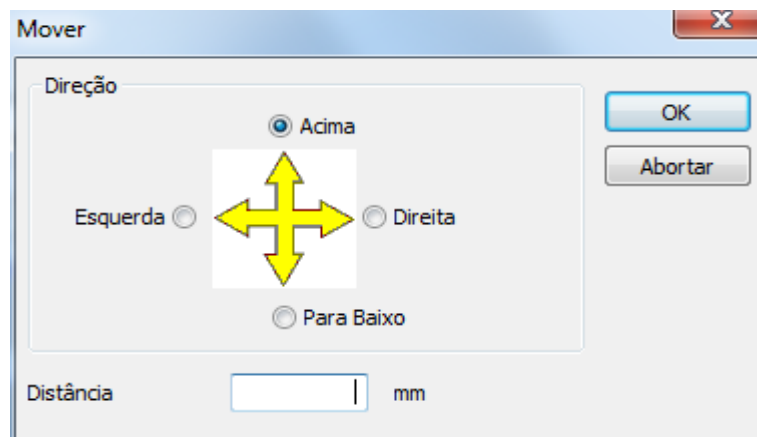 Mover
Direção
Acima
OK
Abortar
Esquerda
Direita
Para Baixo
Distância mm